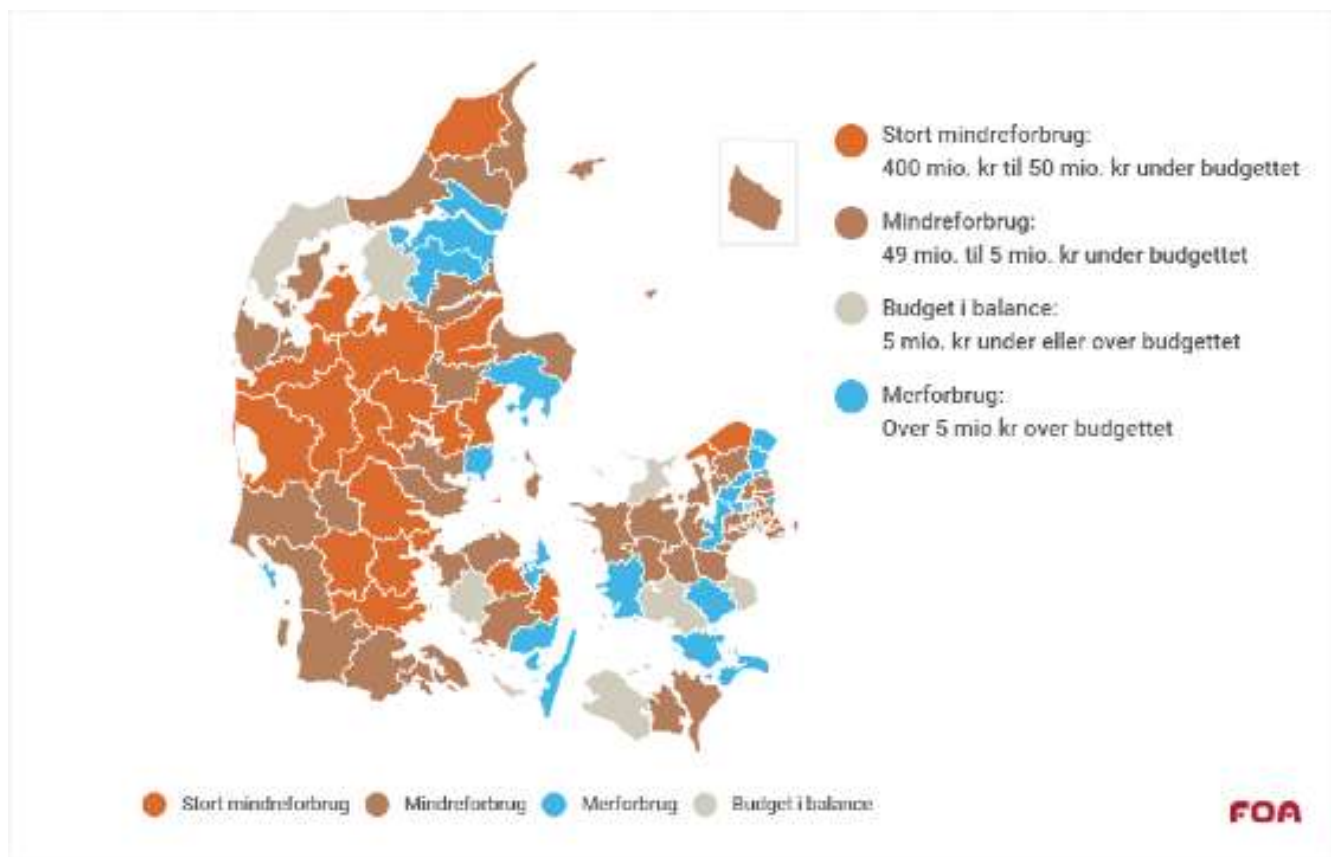 Stort mindreforbrug:
400 mio. kr til 50 mio. kr under budgettet
Mindreforbrug:
49 mio. til 5 mio. kr under budgettet
Budget i balance:
5 mio. kr under eller over budgettet
Merforbrug:
Over 5 mio kr over budgettet
Stort mindreforbrug Mindreforbrug Merforbrug Budget i balance
FOA